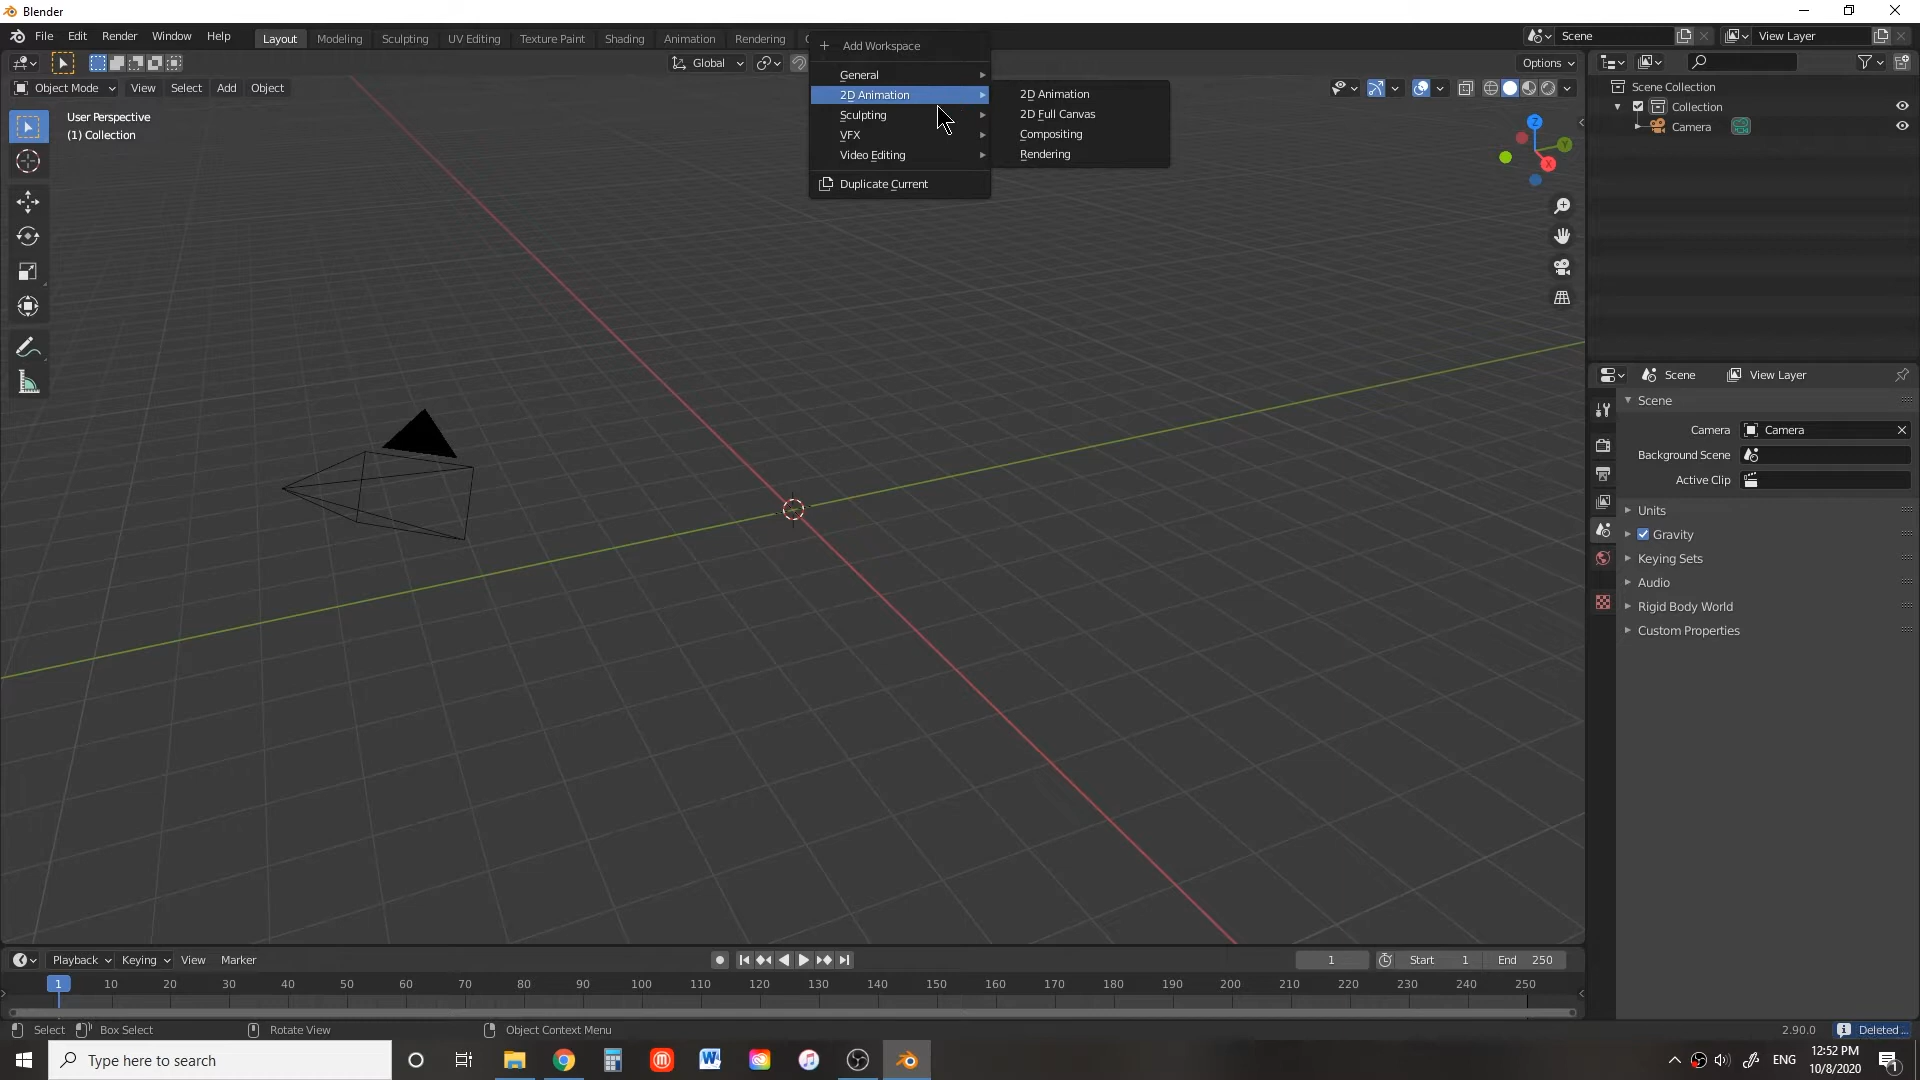 Blender
File Edit Render Window Help
Layout Modeling Sculpting UV Editing Texture Paint Shading Animation Rendering
Scene View Layer
Global Options
Object Mode View Select Add Object
User Perspective
(1) Collection
Add Workspace
General
2D Animation
Sculpting
VFX
Video Editing
Duplicate Current
2D Animation
2D Full Canvas
Compositing
Rendering
Z
Y
X
Scene Collection
Collection
Camera
Scene View Layer
Scene
Camera Camera
Background Scene
Active Clip
Units
Gravity
Keying Sets
Audio
Rigid Body World
Custom Properties
Playback Keying View Marker
1 Start 1 End 250
1 10 20 30 40 50 60 70 80 90 100 110 120 130 140 150 160 170 180 190 200 210 220 230 240 250
Select Box Select Rotate View Object Context Menu
2.90.0 Deleted ...
Type here to search
ENG
12:52 PM
10/8/2020
1